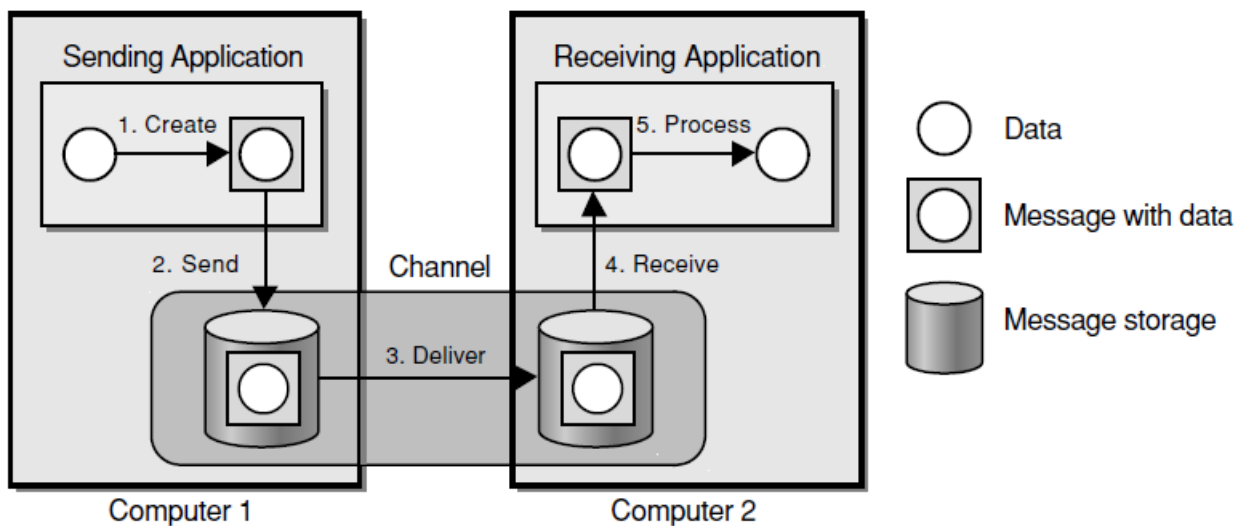 Sending Application
1. Create
2. Send
Channel
3. Deliver
Receiving Application
5. Process
4. Receive
Computer 1
Computer 2
Data
Message with data
Message storage